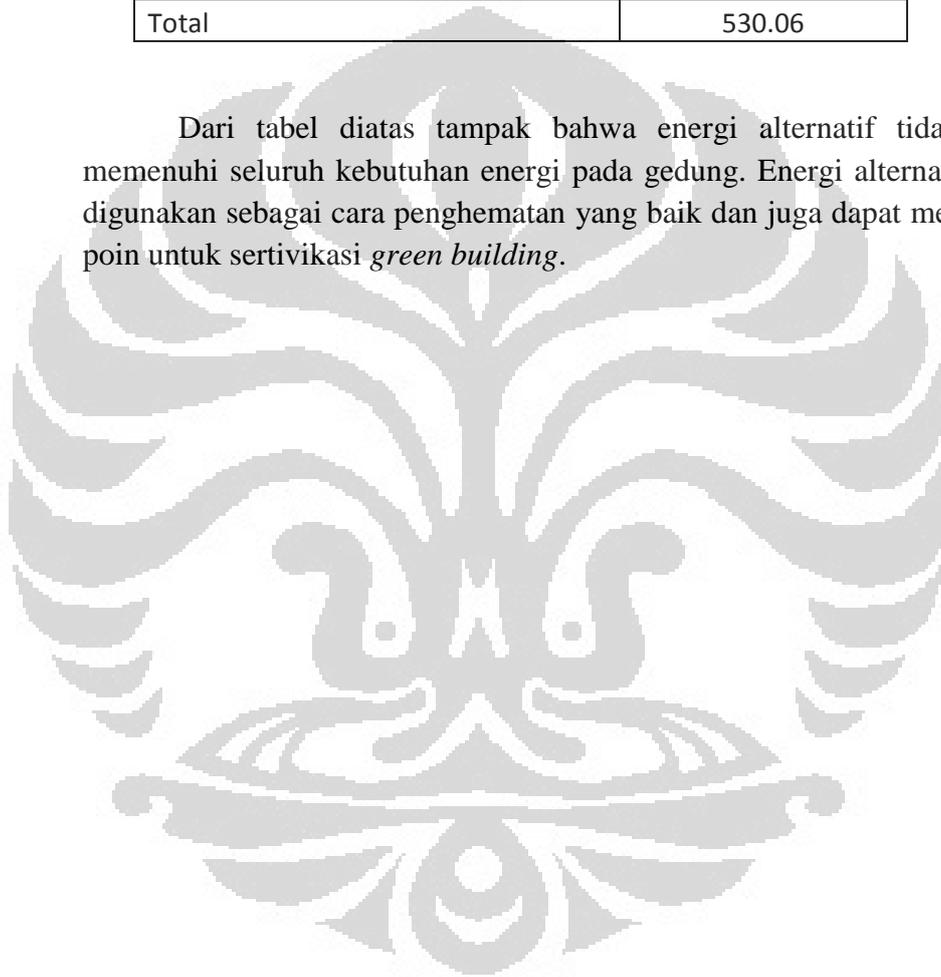 Total 530.06
Dari tabel diatas tampak bahwa energi alternatif
memenuhi seluruh kebutuhan energi pada gedung. Energi
digunakan sebagai cara penghematan yang baik dan juga dapat
poin untuk sertivikasi green building.